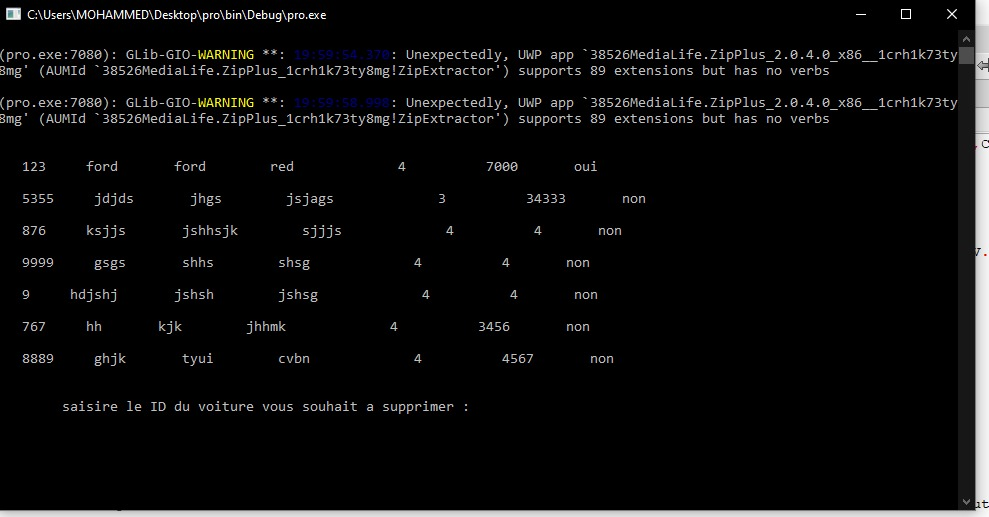 C:\Users\MOHAMMED\Desktop\pro\bin\Debug\pro.exe
(pro.exe:7080): GLib-GIO-WARNING **: 19:59:54.370: Unexpectedly, UWP app `38526MediaLife.ZipPlus_2.0.4.0_x86__1crh1k73ty
8mg' (AUMId `38526MediaLife.ZipPlus_1crh1k73ty8mg!ZipExtractor') supports 89 extensions but has no verbs
(pro.exe:7080): GLib-GIO-WARNING **: 19:59:58.998: Unexpectedly, UWP app `38526MediaLife.ZipPlus_2.0.4.0_x86__1crh1k73ty
8mg' (AUMId `38526MediaLife.ZipPlus_1crh1k73ty8mg!ZipExtractor') supports 89 extensions but has no verbs
123 ford ford red 4 7000 oui
5355 jdjds jhgs jsjags 3 34333 non
876 ksjjs jshhsjk sjjjs 4 4 non
9999 gsgs shhs shsg 4 4 non
9 hdjshj jshsh jshsg 4 4 non
767 hh kjk jhhmk 4 3456 non
8889 ghjk tyui cvbn 4 4567 non
saisire le ID du voiture vous souhait a supprimer :